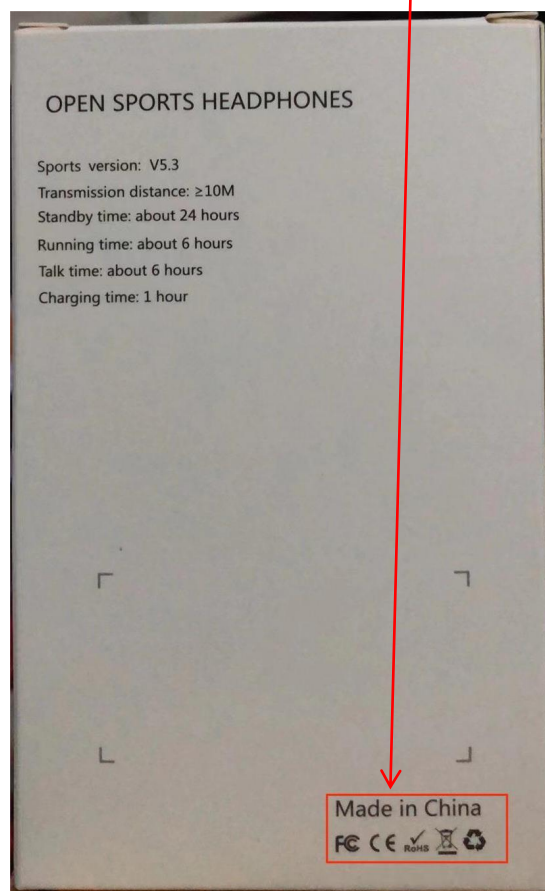 OPEN SPORTS HEADPHONES
Sports version: V5.3
Transmission distance: ≥10M
Standby time: about 24 hours
Running time: about 6 hours
Talk time: about 6 hours
Charging time: 1 hour
Made in China
FC CE RoHS